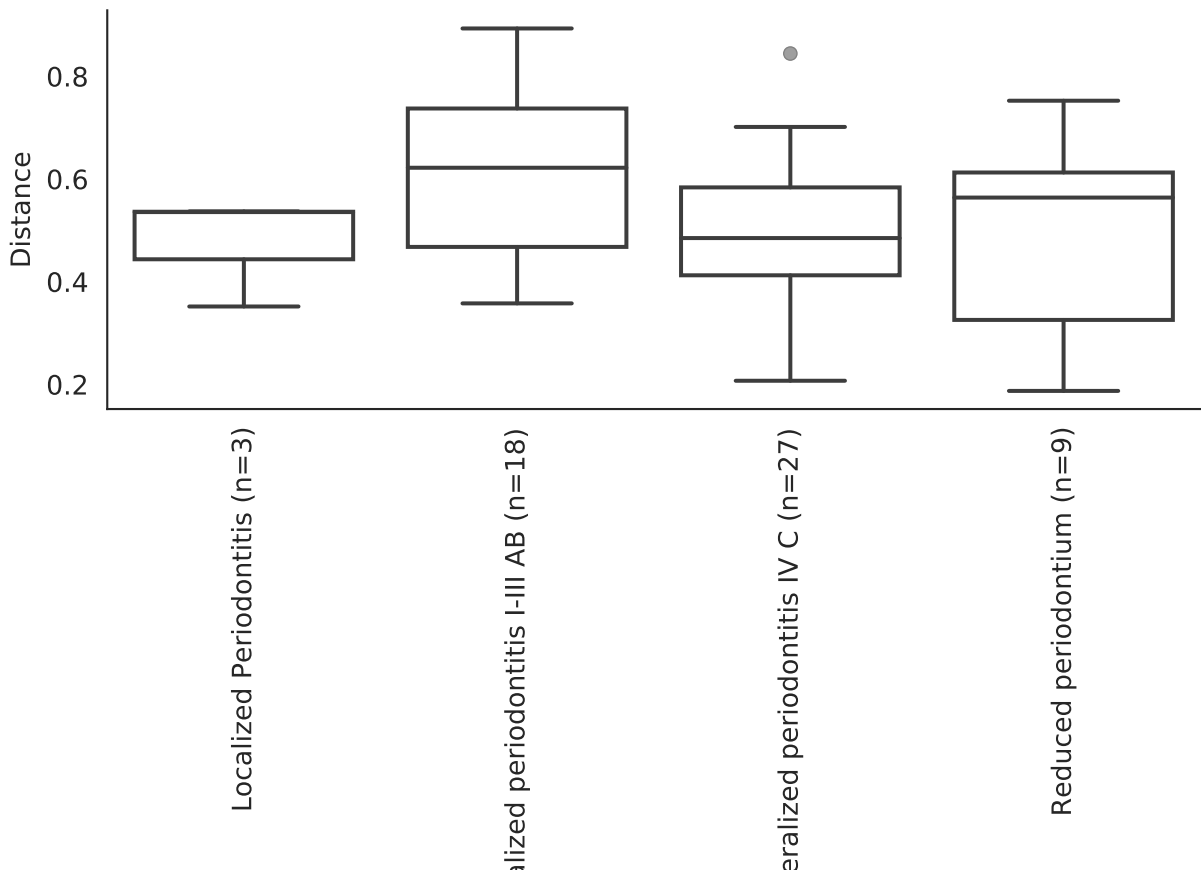 Distance
0.8
0.6
0.4
0.2
Localized Periodontitis (n=3)
alized periodontitis I-III AB (n=18)
eralized periodontitis IV C (n=27)
Reduced periodontium (n=9)